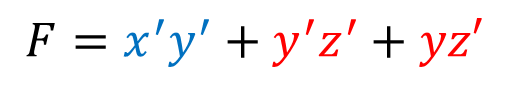 F = x′y′ + y′z′ + yz′